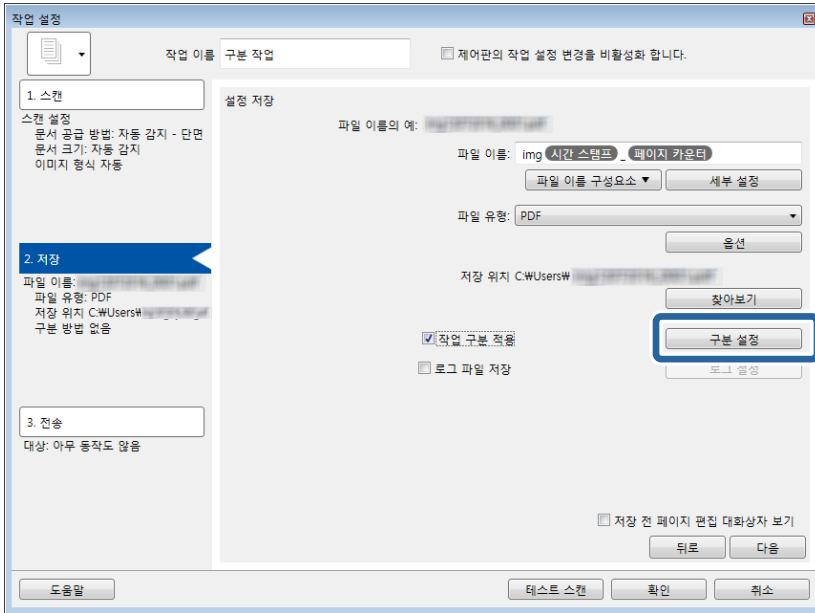 작업 설정
작업 이름 구분 작업
제어판의 작업 설정 변경을 비활성화 합니다.
1. 스캔
스캔 설정
문서 공급 방법: 자동 감지 - 단면
문서 크기: 자동 감지
이미지 형식 자동
2. 저장
파일 이름:
파일 유형: PDF
저장 위치 C:₩Users₩
구분 방법 없음
3. 전송
대상: 아무 동작도 않음
설정 저장
파일 이름의 예:
파일 이름: img 시간 스탬프 _ 페이지 카운터
파일 이름 구성요소 ▼ 세부 설정
파일 유형: PDF
옵션
저장 위치 C:₩Users₩
찾아보기
작업 구분 적용 구분 설정
로그 파일 저장 로그 설정
저장 전 페이지 편집 대화상자 보기
뒤로 다음
도움말 테스트 스캔 확인 취소